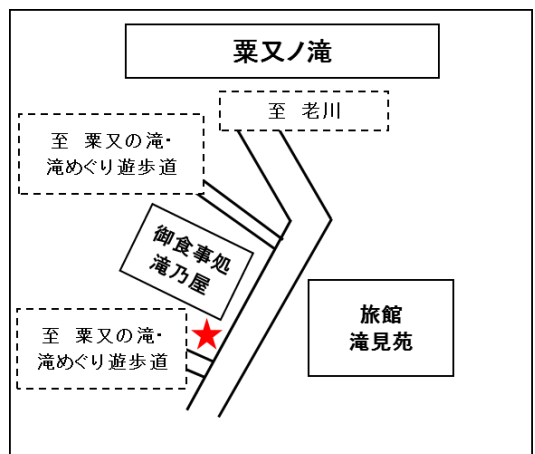 粟又ノ滝
至　老川
至　粟又の滝・
滝めぐり遊歩道
御食事処
滝乃屋
旅館
滝見苑
至　粟又の滝・
滝めぐり遊歩道